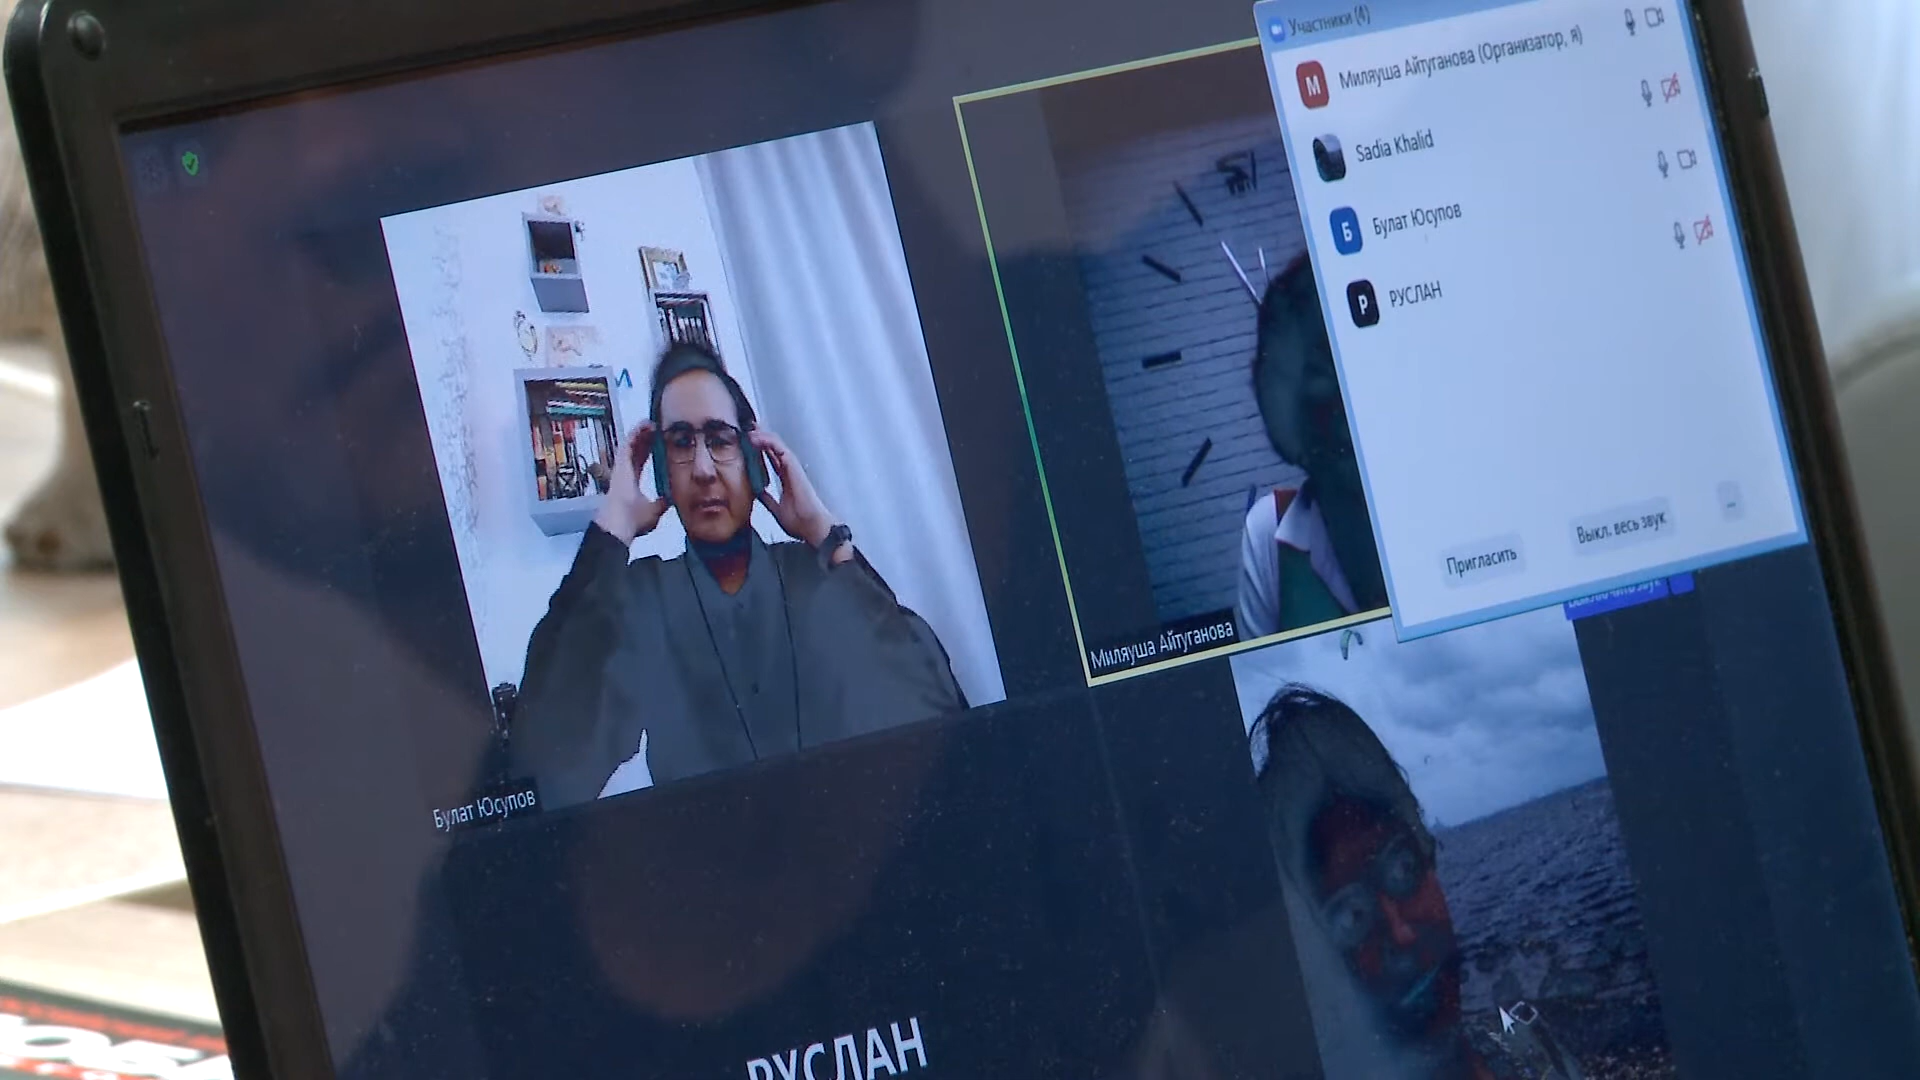 Участники (4)
М Миляуша Айтуганова (Организатор, я)
Sadia Khalid
Б Булат Юсупов
Р РУСЛАН
Пригласить
Выкл. весь звук
...
Миляуша Айтуганова
Булат Юсупов
РУСЛАН